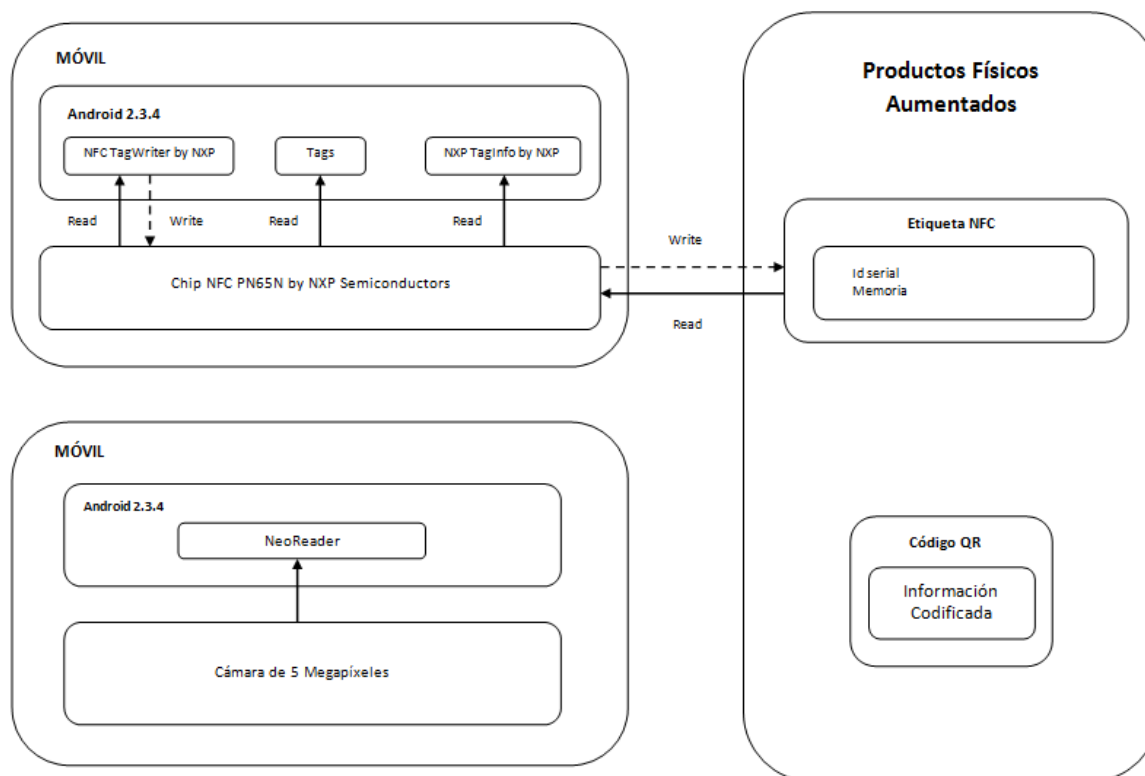 MÓVIL
Android 2.3.4
NFC TagWriter by NXP
Tags
NXP TagInfo by NXP
Read
Write
Read
Read
Chip NFC PN65N by NXP Semiconductors
Write
Read
Productos Físicos
Aumentados
Etiqueta NFC
Id serial
Memoria
MÓVIL
Android 2.3.4
NeoReader
Cámara de 5 Megapíxeles
Código QR
Información
Codificada